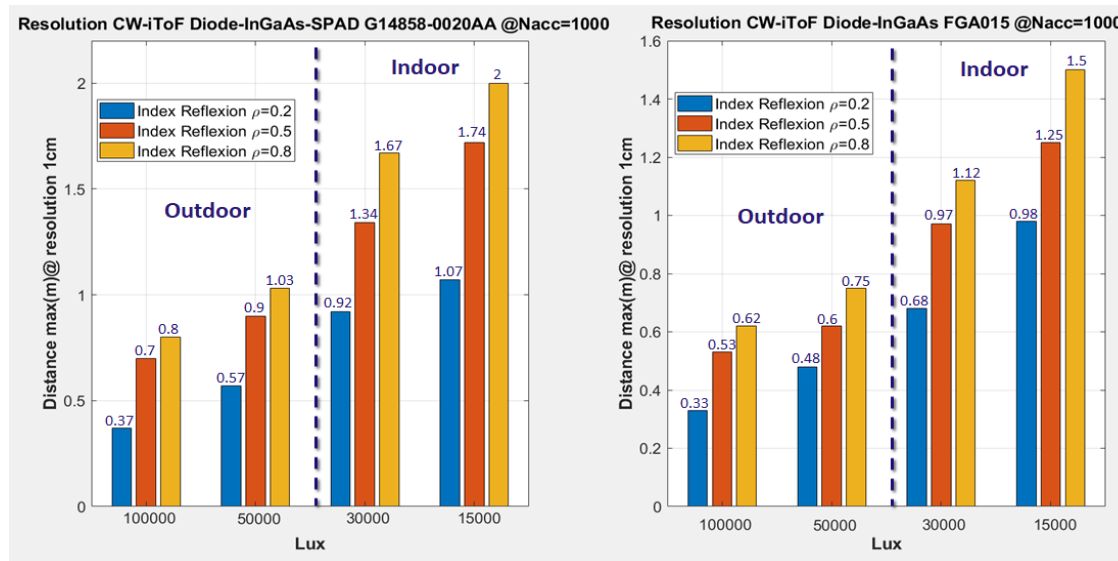 Resolution CW-iToF Diode-InGaAs-SPAD G14858-0020AA @Nacc=1000
Distance max(m)@ resolution 1cm
2
1.5
1
0.5
0
Index Reflexion ρ=0.2
Index Reflexion ρ=0.5
Index Reflexion ρ=0.8
Outdoor
Indoor
0.37
0.7
0.8
0.57
0.9
1.03
0.92
1.34
1.67
1.07
1.74
2
100000
50000
30000
15000
Lux
Resolution CW-iToF Diode-InGaAs FGA015 @Nacc=1000
Distance max(m)@ resolution 1cm
1.6
1.4
1.2
1
0.8
0.6
0.4
0.2
0
Index Reflexion ρ=0.2
Index Reflexion ρ=0.5
Index Reflexion ρ=0.8
Outdoor
Indoor
0.33
0.53
0.62
0.48
0.6
0.75
0.68
0.97
1.12
0.98
1.25
1.5
100000
50000
30000
15000
Lux